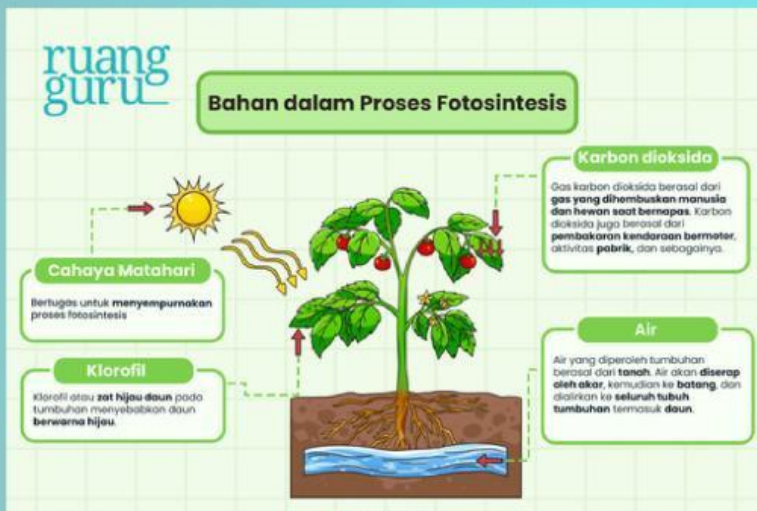 ruang
guru
Bahan dalam Proses Fotosintesis
Cahaya Matahari
Bertugas untuk menyempurnakan
proses fotosintesis
Klorofil
Klorofil atau zat hijau daun pada
tumbuhan menyebabkan daun
berwarna hijau.
Karbon dioksida
Gas karbon dioksida berasal dari
gas yang dihembuskan manusia
dan hewan saat bernapas. Karbon
dioksida juga berasal dari
pembakaran kendaraan bermotor,
aktivitas pabrik, dan sebagainya.
Air
Air yang diperoleh tumbuhan
berasal dari tanah. Air akan diserap
oleh akar, kemudian ke batang, dan
dialirkan ke seluruh tubuh
tumbuhan termasuk daun.